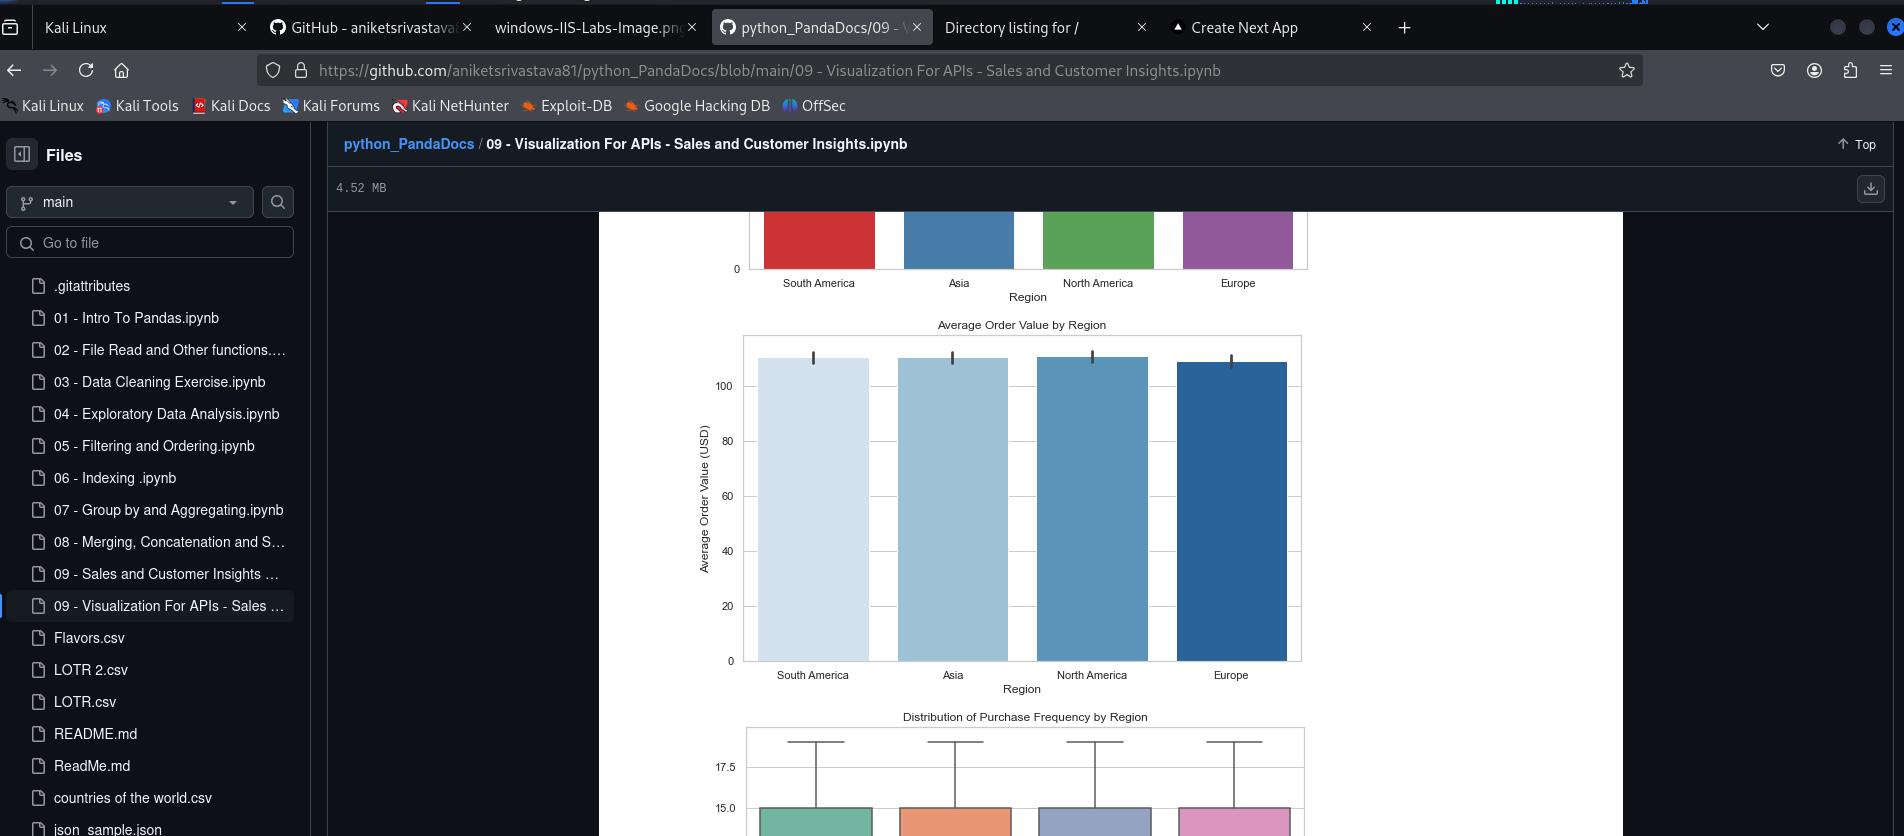 Kali Linux
GitHub - aniketsrivastava8
windows-IIS-Labs-Image.png
python_PandaDocs/09 - V
Directory listing for /
Create Next App
https://github.com/aniketsrivastava81/python_PandaDocs/blob/main/09 - Visualization For APIs - Sales and Customer Insights.ipynb
Kali Linux
Kali Tools
Kali Docs
Kali Forums
Kali NetHunter
Exploit-DB
Google Hacking DB
OffSec
Files
main
Go to file
.gitattributes
01 - Intro To Pandas.ipynb
02 - File Read and Other functions....
03 - Data Cleaning Exercise.ipynb
04 - Exploratory Data Analysis.ipynb
05 - Filtering and Ordering.ipynb
06 - Indexing .ipynb
07 - Group by and Aggregating.ipynb
08 - Merging, Concatenation and S...
09 - Sales and Customer Insights ...
09 - Visualization For APIs - Sales ...
Flavors.csv
LOTR 2.csv
LOTR.csv
README.md
ReadMe.md
countries of the world.csv
json_sample.json
python_PandaDocs / 09 - Visualization For APIs - Sales and Customer Insights.ipynb
Top
4.52 MB
0
South America
Asia
North America
Europe
Region
Average Order Value by Region
Average Order Value (USD)
100
80
60
40
20
0
South America
Asia
North America
Europe
Region
Distribution of Purchase Frequency by Region
17.5
15.0